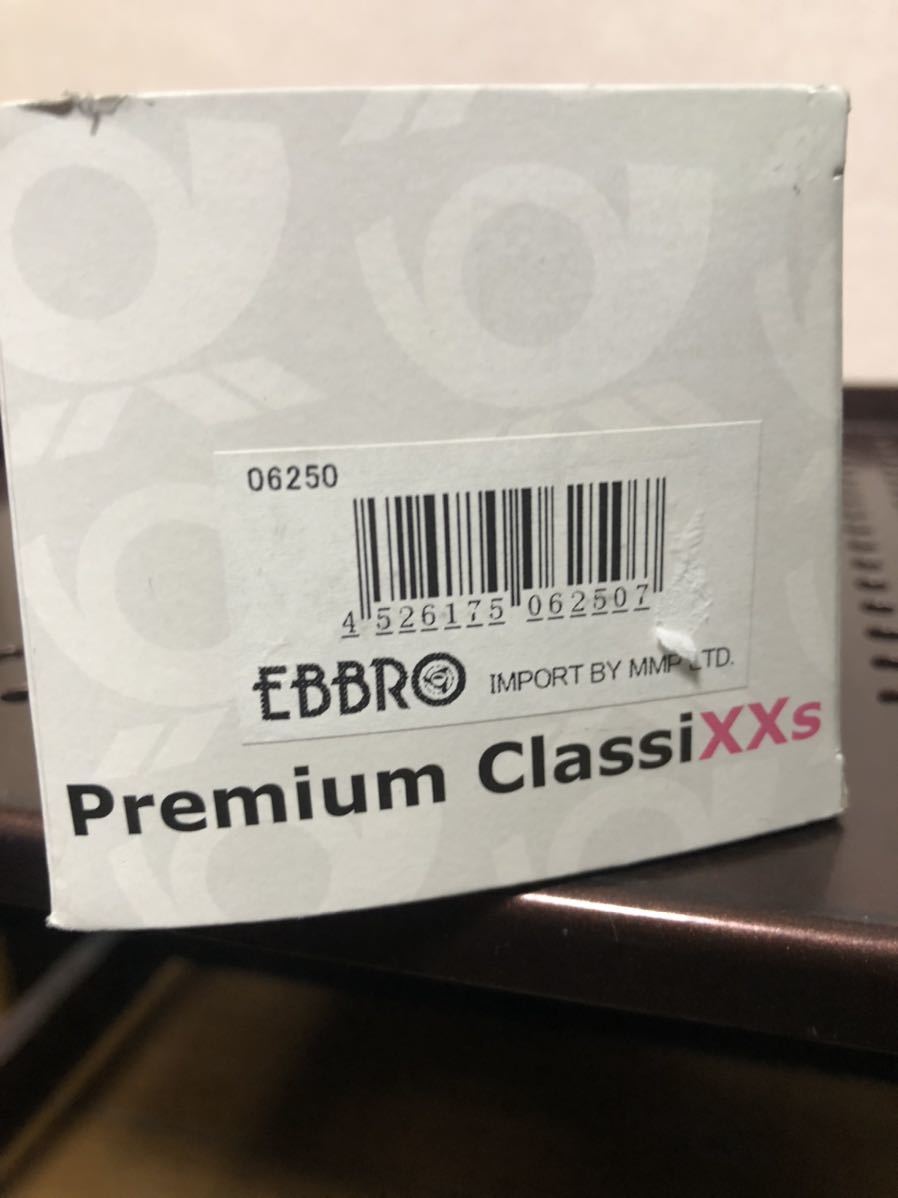 06250
4 526175 062507
EBBRO IMPORT BY MMP LTD.
Premium ClassiXXs